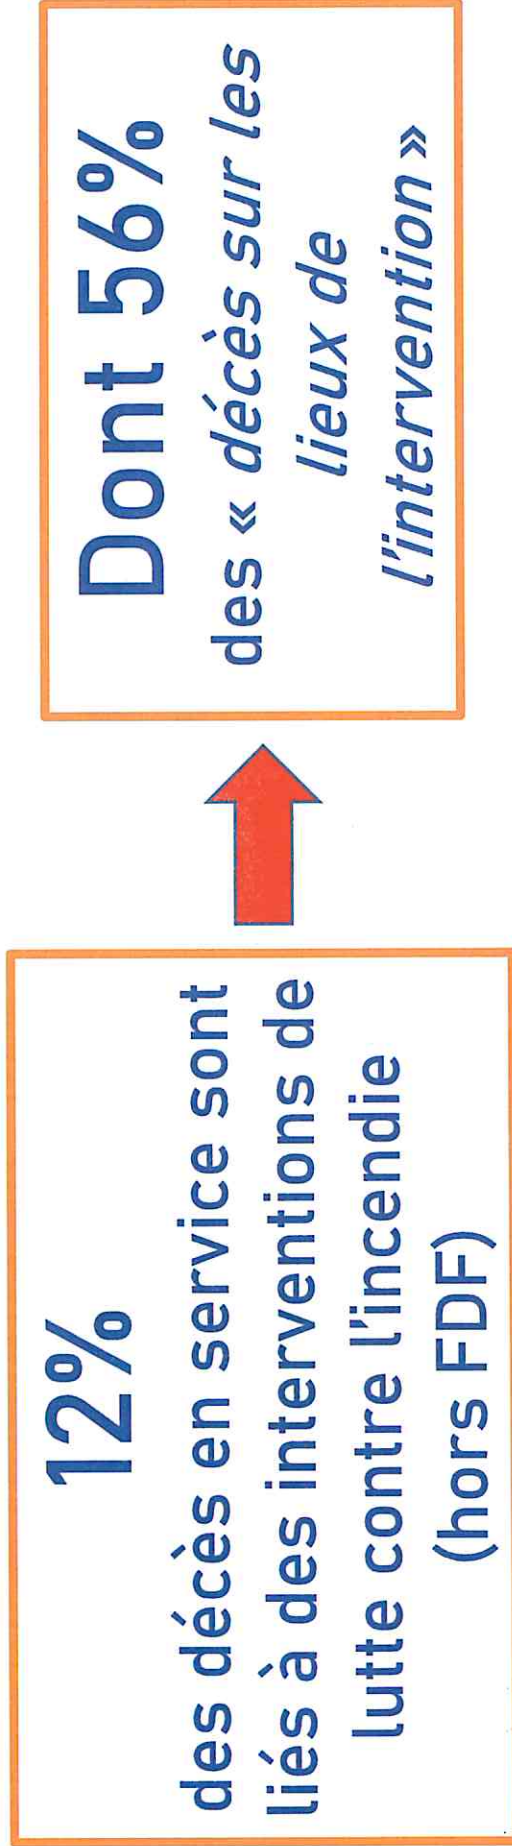 12%
des décès en service sont
liés à des interventions de
lutte contre l'incendie
(hors FDF)
Dont 56%
des « décès sur les
lieux de
l'intervention »